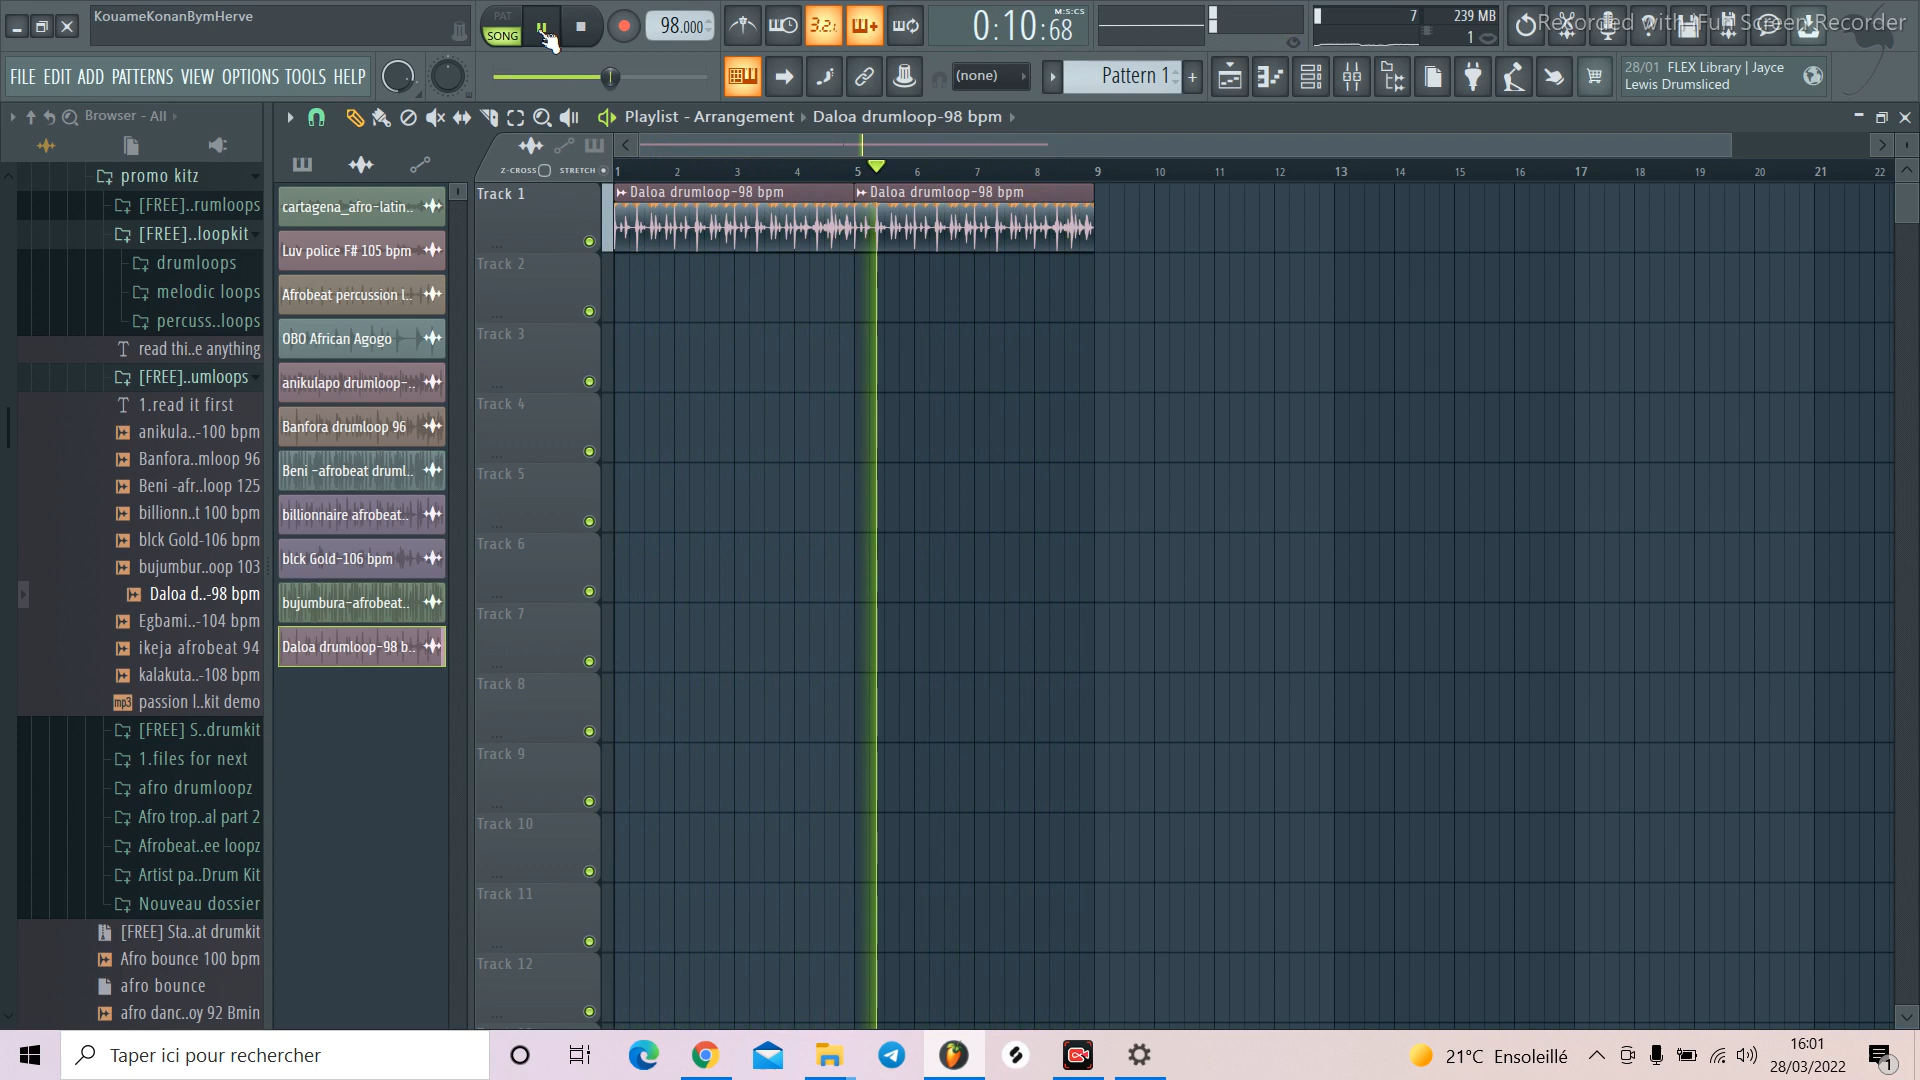 KouameKonanBymHerve
PAT
SONG
98.000
3.2.1
0:10:68
M:S:CS
7
239 MB
1
Recorded with iFun Screen Recorder
FILE EDIT ADD PATTERNS VIEW OPTIONS TOOLS HELP
(none)
Pattern 1
28/01 FLEX Library | Jayce
Lewis Drumsliced
Browser - All
Playlist - Arrangement › Daloa drumloop-98 bpm ›
Z-CROSS
STRETCH
1 2 3 4 5 6 7 8 9 10 11 12 13 14 15 16 17 18 19 20 21 22
promo kitz
[FREE]..rumloops
[FREE]..loopkit
drumloops
melodic loops
percuss..loops
read thi..e anything
[FREE]..umloops
1.read it first
anikula..-100 bpm
Banfora..mloop 96
Beni -afr..loop 125
billionn..t 100 bpm
blck Gold-106 bpm
bujumbur..oop 103
Daloa d..-98 bpm
Egbami..-104 bpm
ikeja afrobeat 94
kalakuta..-108 bpm
mp3
passion l..kit demo
[FREE] S..drumkit
1.files for next
afro drumloopz
Afro trop..al part 2
Afrobeat..ee loopz
Artist pa..Drum Kit
Nouveau dossier
[FREE] Sta..at drumkit
Afro bounce 100 bpm
afro bounce
afro danc..oy 92 Bmin
cartagena_afro-latin..
Luv police F# 105 bpm
Afrobeat percussion l..
OBO African Agogo
anikulapo drumloop-..
Banfora drumloop 96
Beni -afrobeat druml..
billionnaire afrobeat..
blck Gold-106 bpm
bujumbura-afrobeat..
Daloa drumloop-98 b..
Track 1
Daloa drumloop-98 bpm
Daloa drumloop-98 bpm
Track 2
Track 3
Track 4
Track 5
Track 6
Track 7
Track 8
Track 9
Track 10
Track 11
Track 12
Taper ici pour rechercher
21°C Ensoleillé
16:01
28/03/2022
1